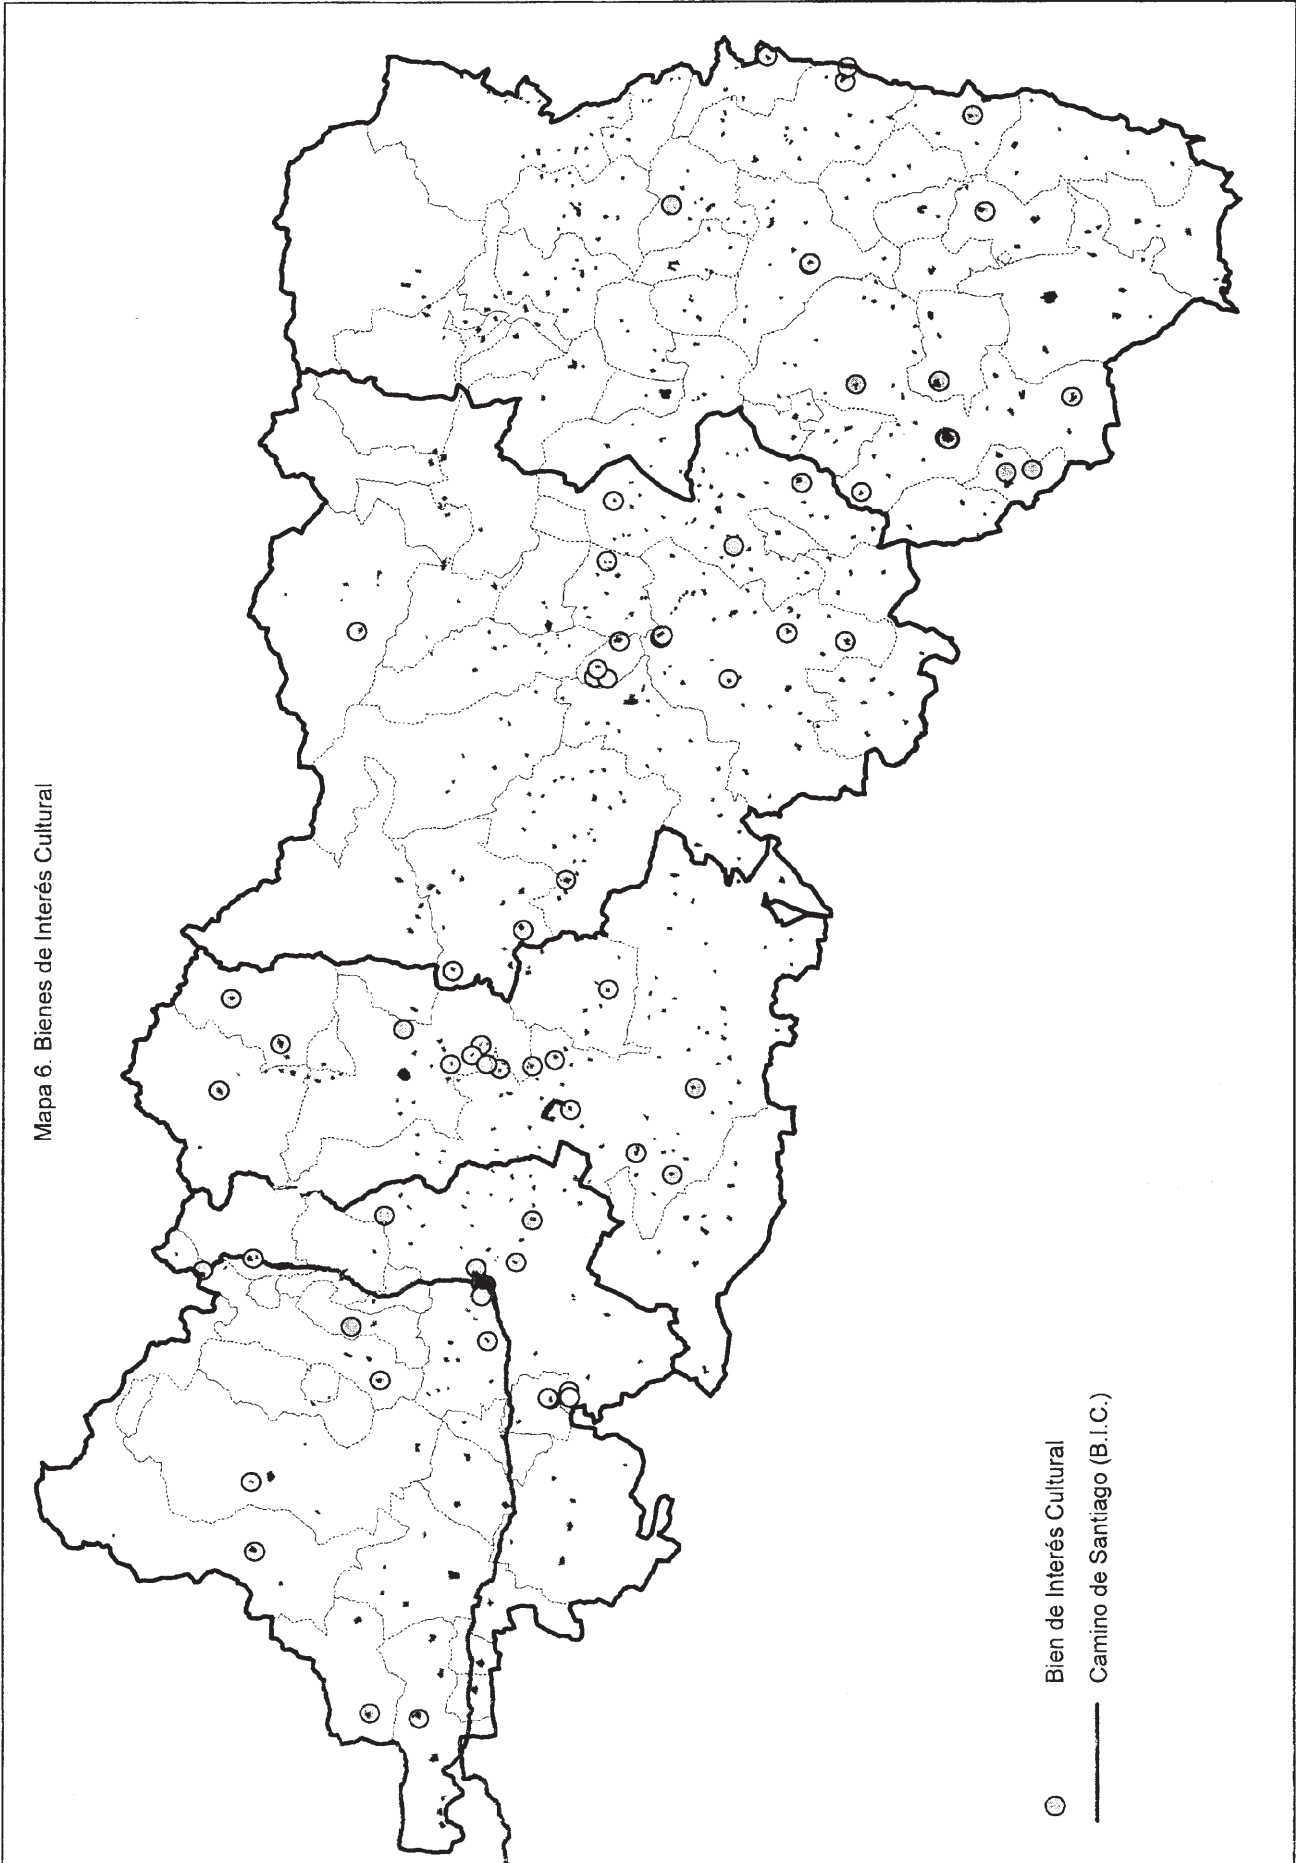 Mapa 6. Bienes de Interés Cultural
Bien de Interés Cultural
Camino de Santiago (B.I.C.)